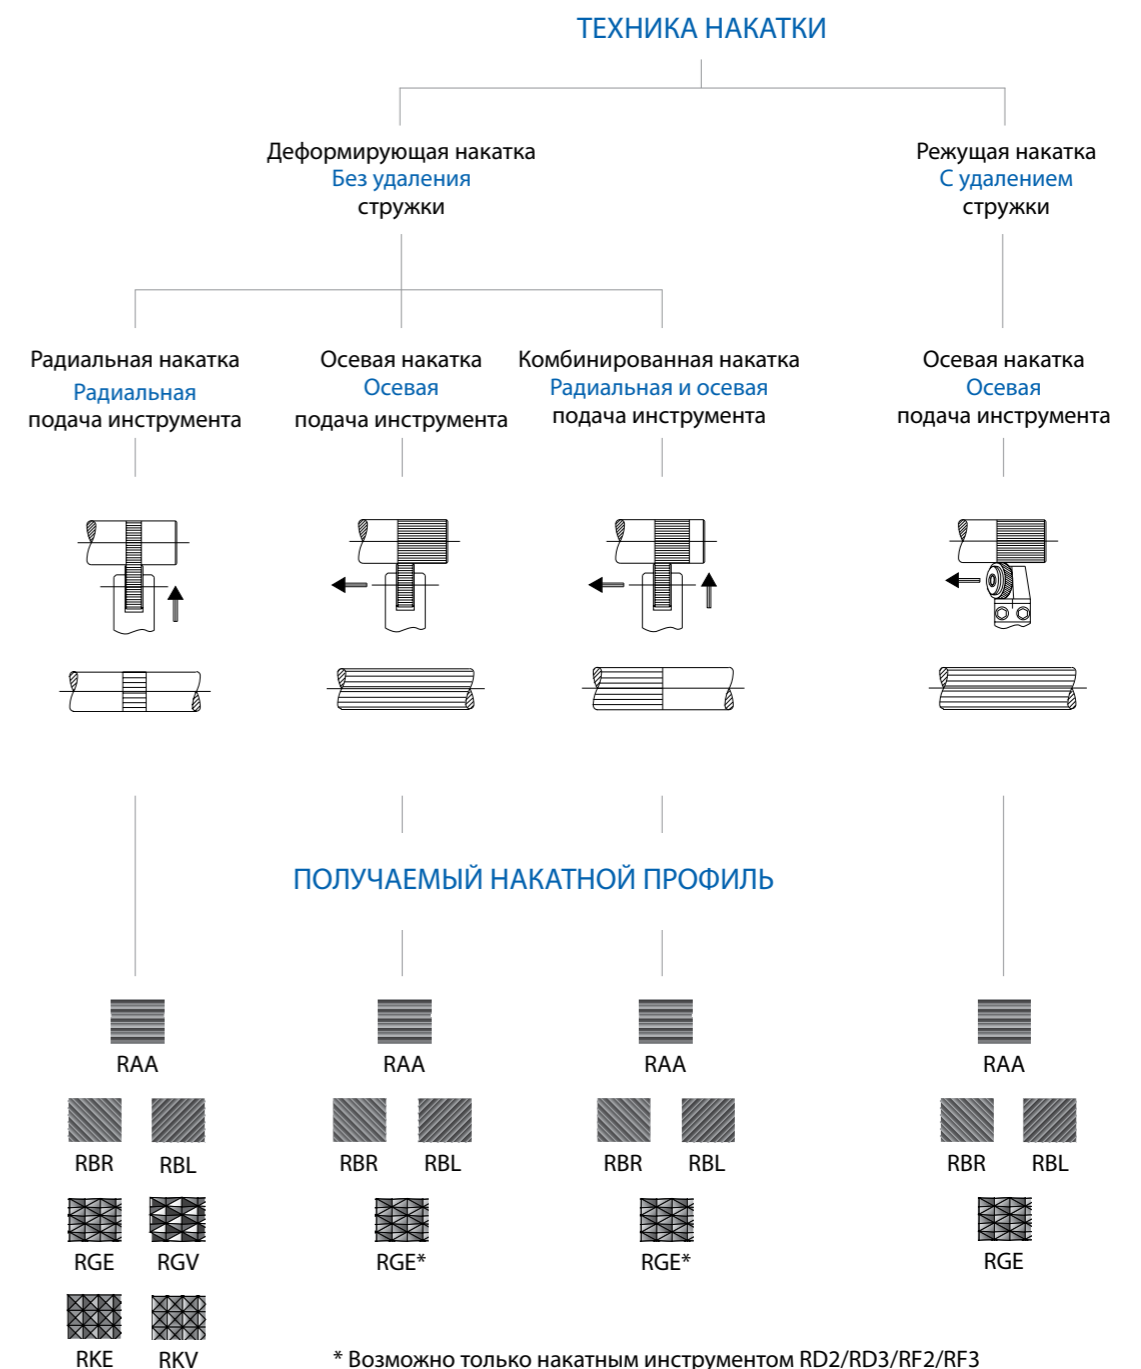 ТЕХНИКА НАКАТКИ
Деформирующая накатка
Без удаления
стружки
Режущая накатка
С удалением
стружки
Радиальная накатка
Радиальная
подача инструмента
Осевая накатка
Осевая
подача инструмента
Комбинированная накатка
Радиальная и осевая
подача инструмента
Осевая накатка
Осевая
подача инструмента
ПОЛУЧАЕМЫЙ НАКАТНОЙ ПРОФИЛЬ
RAA
RAA
RAA
RAA
RBR RBL
RBR RBL
RBR RBL
RBR RBL
RGE RGV
RGE*
RGE*
RGE
RKE RKV
* Возможно только накатным инструментом RD2/RD3/RF2/RF3